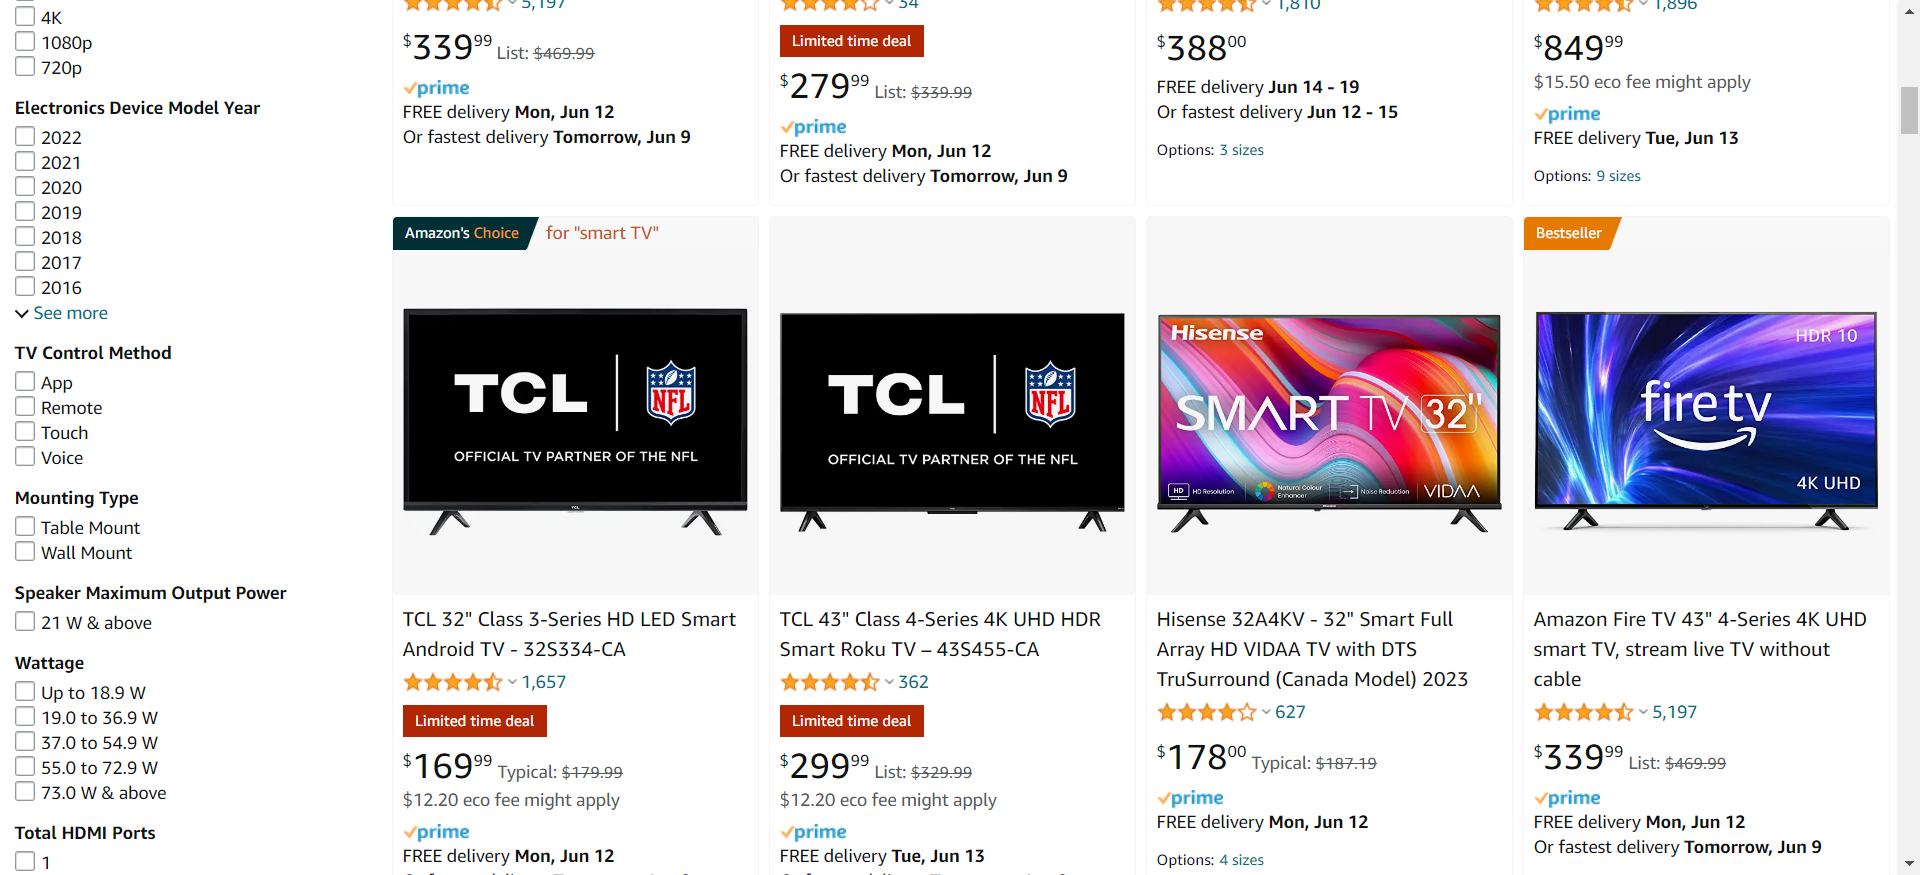 4K
1080p
720p
Electronics Device Model Year
2022
2021
2020
2019
2018
2017
2016
See more
TV Control Method
App
Remote
Touch
Voice
Mounting Type
Table Mount
Wall Mount
Speaker Maximum Output Power
21 W & above
Wattage
Up to 18.9 W
19.0 to 36.9 W
37.0 to 54.9 W
55.0 to 72.9 W
73.0 W & above
Total HDMI Ports
1
5,197
$339.99 List: $469.99
prime
FREE delivery Mon, Jun 12
Or fastest delivery Tomorrow, Jun 9
34
Limited time deal
$279.99 List: $339.99
prime
FREE delivery Mon, Jun 12
Or fastest delivery Tomorrow, Jun 9
1,810
$388.00
FREE delivery Jun 14 - 19
Or fastest delivery Jun 12 - 15
Options: 3 sizes
1,896
$849.99
$15.50 eco fee might apply
prime
FREE delivery Tue, Jun 13
Options: 9 sizes
Amazon's Choice for "smart TV"
TCL NFL
OFFICIAL TV PARTNER OF THE NFL
TCL
TCL 32" Class 3-Series HD LED Smart
Android TV - 32S334-CA
1,657
Limited time deal
$169.99 Typical: $179.99
$12.20 eco fee might apply
prime
FREE delivery Mon, Jun 12
TCL NFL
OFFICIAL TV PARTNER OF THE NFL
TCL 43" Class 4-Series 4K UHD HDR
Smart Roku TV – 43S455-CA
362
Limited time deal
$299.99 List: $329.99
$12.20 eco fee might apply
prime
FREE delivery Tue, Jun 13
Hisense
SMART TV 32"
HD HD Resolution Natural Colour Enhancer Noise Reduction VIDAA
Hisense 32A4KV - 32" Smart Full
Array HD VIDAA TV with DTS
TruSurround (Canada Model) 2023
627
$178.00 Typical: $187.19
prime
FREE delivery Mon, Jun 12
Options: 4 sizes
Bestseller
HDR 10
fire tv
4K UHD
Amazon Fire TV 43" 4-Series 4K UHD
smart TV, stream live TV without
cable
5,197
$339.99 List: $469.99
prime
FREE delivery Mon, Jun 12
Or fastest delivery Tomorrow, Jun 9